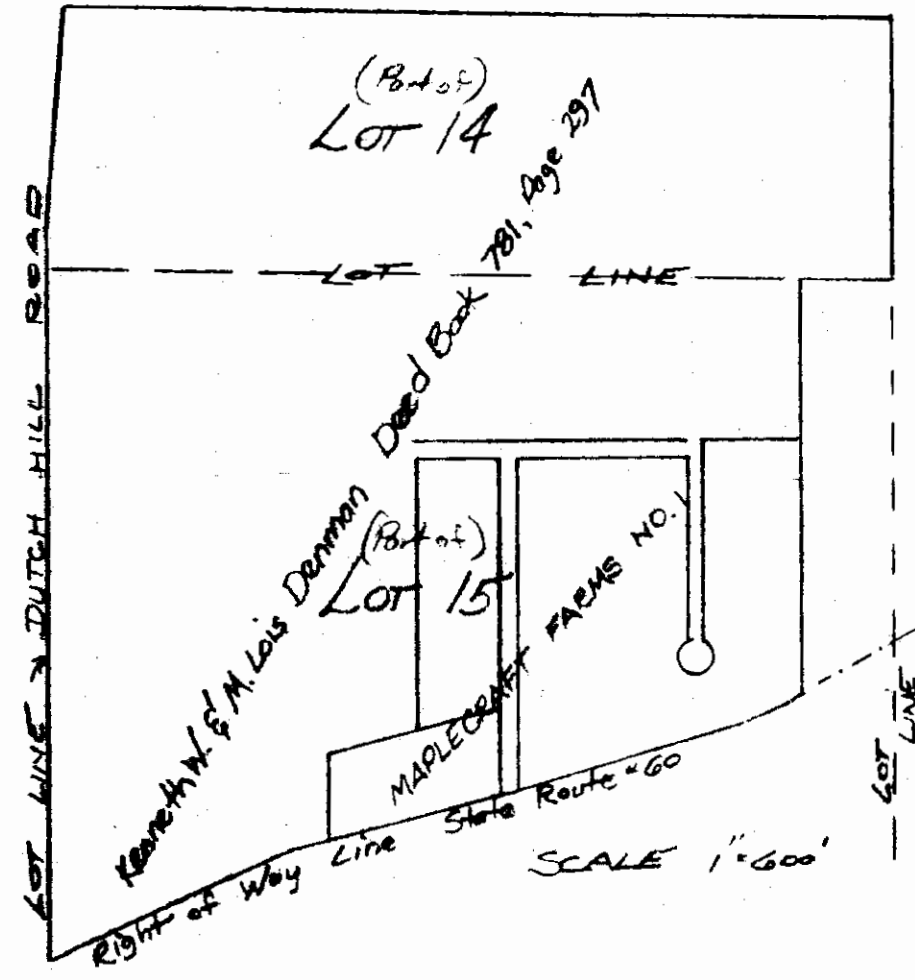 (Part of)
LOT 14
LOT LINE
LOT LINE → DUTCH HILL ROAD
Kenneth W. & M. Lois Denman Deed Book 781, Page 297
(Part of)
LOT 15
MAPLECRAFT FARMS NO. 1
Right of Way Line State Route #60
LOT LINE
SCALE 1"=600'